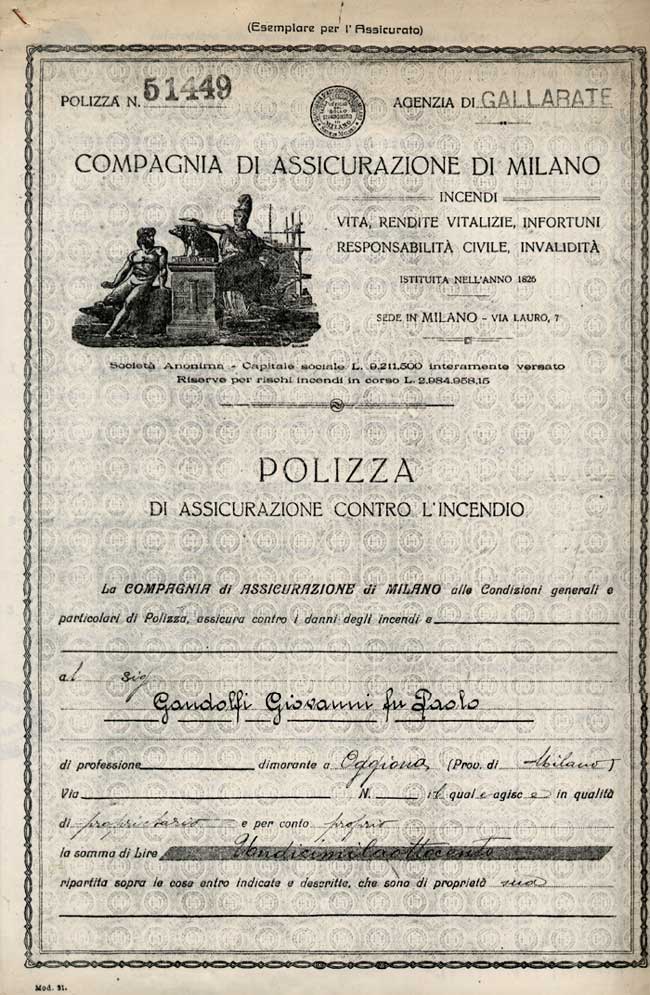 (Esemplare per l'Assicurato)
POLIZZA N. 51449 AGENZIA DI GALLARATE
COMPAGNIA DI ASSICURAZIONE DI MILANO
INCENDI
VITA, RENDITE VITALIZIE, INFORTUNI
RESPONSABILITÀ CIVILE, INVALIDITÀ
ISTITUITA NELL'ANNO 1826
SEDE IN MILANO - VIA LAURO, 7
Società Anonima - Capitale sociale L. 9.211.500 interamente versato
Riserve per rischi incendi in corso L. 2.984.958,15
POLIZZA
DI ASSICURAZIONE CONTRO L'INCENDIO
La COMPAGNIA di ASSICURAZIONE di MILANO alle Condizioni generali e
particolari di Polizza, assicura contro i danni degli incendi e
al sig
Gandolfi Giovanni fu Paolo
di professione dimorante a Oggiona (Prov. di Milano)
Via N. il qual e agisce in qualità
di proprietario e per conto proprio
la somma di Lire Undicimilaottocento
ripartita sopra le cose entro indicate e descritte, che sono di proprietà sua
Mod. 31.